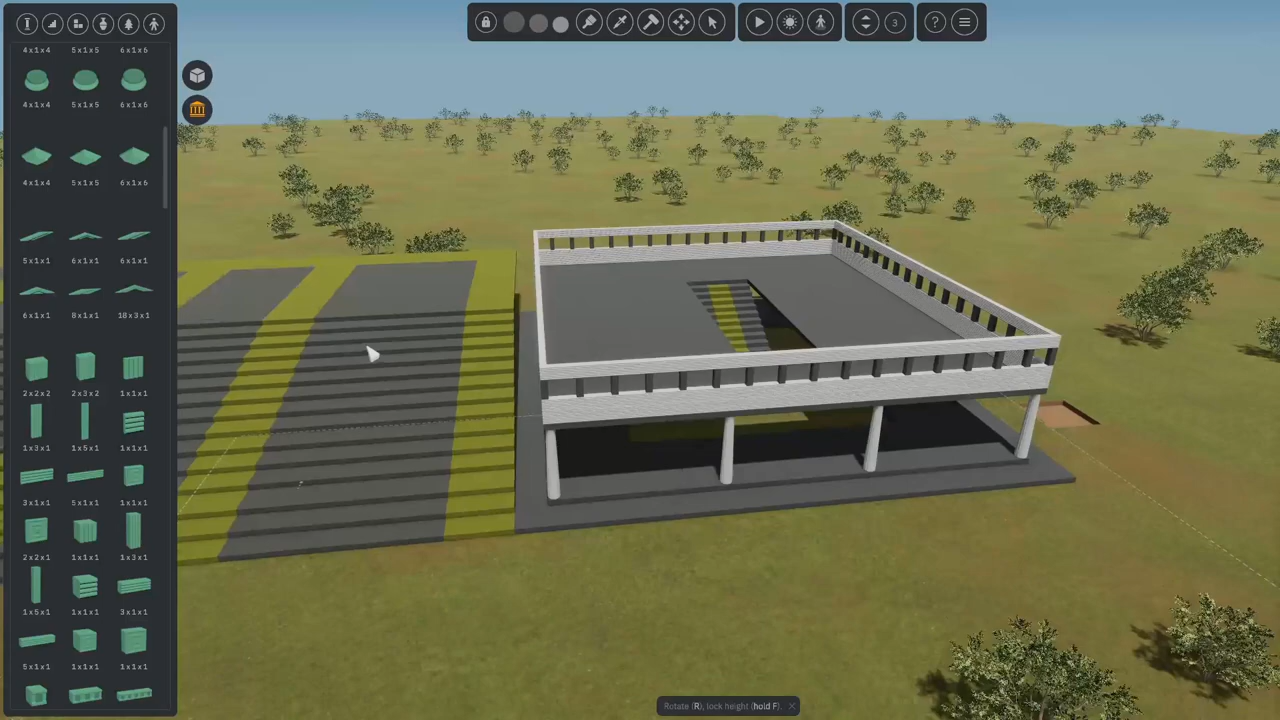 3
4x1x4 5x1x5 6x1x6
4x1x4 5x1x5 6x1x6
4x1x4 5x1x5 6x1x6
5x1x1 6x1x1 6x1x1
6x1x1 8x1x1 18x3x1
2x2x2 2x3x2 1x1x1
1x3x1 1x5x1 1x1x1
3x1x1 5x1x1 1x1x1
2x2x1 1x1x1 1x3x1
1x5x1 1x1x1 3x1x1
5x1x1 1x1x1 1x1x1
Rotate (R), lock height (hold F).